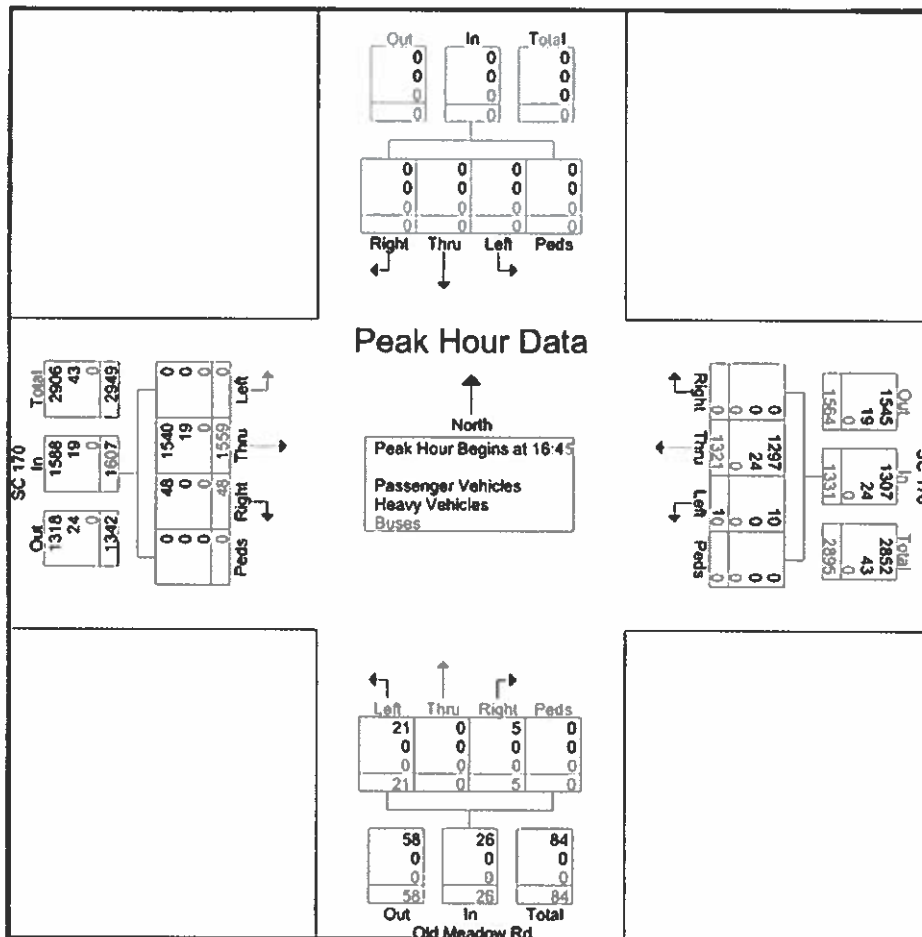 Out In Total
0 0 0
0 0 0
0 0 0
0 0 0
0 0 0 0
0 0 0 0
0 0 0 0
0 0 0 0
Right Thru Left Peds
Peak Hour Data
North
Peak Hour Begins at 16:45
Passenger Vehicles
Heavy Vehicles
Buses
SC 170
Out In Total
1318 1588 2906
24 19 43
0 0 0
1342 1607 2949
0 48 1540 0
0 0 19 0
0 0 0 0
0 48 1559 0
Peds Right Thru Left
Right Thru Left Peds
0 1297 10 0
0 24 0 0
0 0 0 0
0 1321 10 0
Out In Total
1545 1307 2852
19 24 43
0 0 0
1564 1331 2895
Left Thru Right Peds
21 0 5 0
0 0 0 0
0 0 0 0
21 0 5 0
58 26 84
0 0 0
0 0 0
58 26 84
Out In Total
Old Meadow Rd